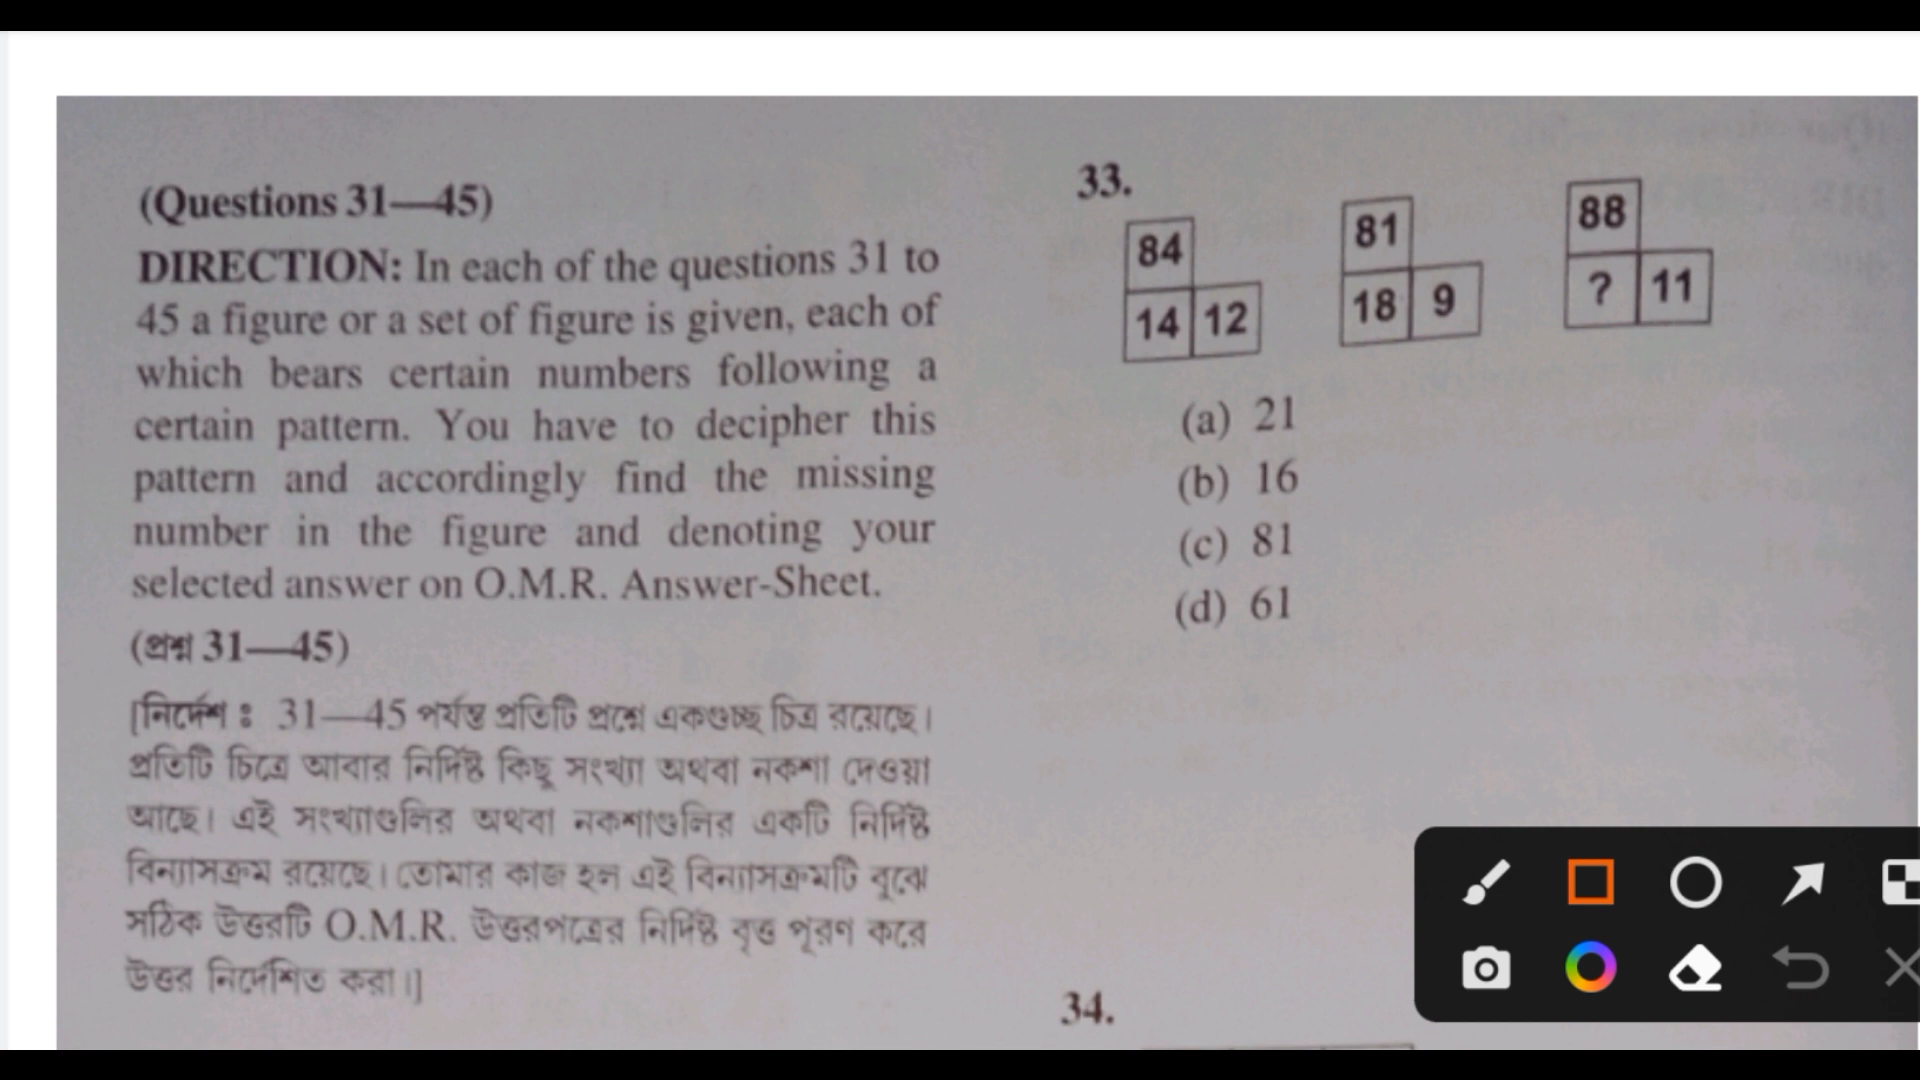 (Questions 31—45)
DIRECTION: In each of the questions 31 to
45 a figure or a set of figure is given, each of
which bears certain numbers following a
certain pattern. You have to decipher this
pattern and accordingly find the missing
number in the figure and denoting your
selected answer on O.M.R. Answer-Sheet.
(প্রশ্ন 31—45)
[নির্দেশ : 31—45 পর্যন্ত প্রতিটি প্রশ্নে একগুচ্ছ চিত্র রয়েছে।
প্রতিটি চিত্রে আবার নির্দিষ্ট কিছু সংখ্যা অথবা নকশা দেওয়া
আছে। এই সংখ্যাগুলির অথবা নকশাগুলির একটি নির্দিষ্ট
বিন্যাসক্রম রয়েছে। তোমার কাজ হল এই বিন্যাসক্রমটি বুঝে
সঠিক উত্তরটি O.M.R. উত্তরপত্রের নির্দিষ্ট বৃত্ত পূরণ করে
উত্তর নির্দেশিত করা।]
33.
84
14 12
81
18 9
88
? 11
(a) 21
(b) 16
(c) 81
(d) 61
34.